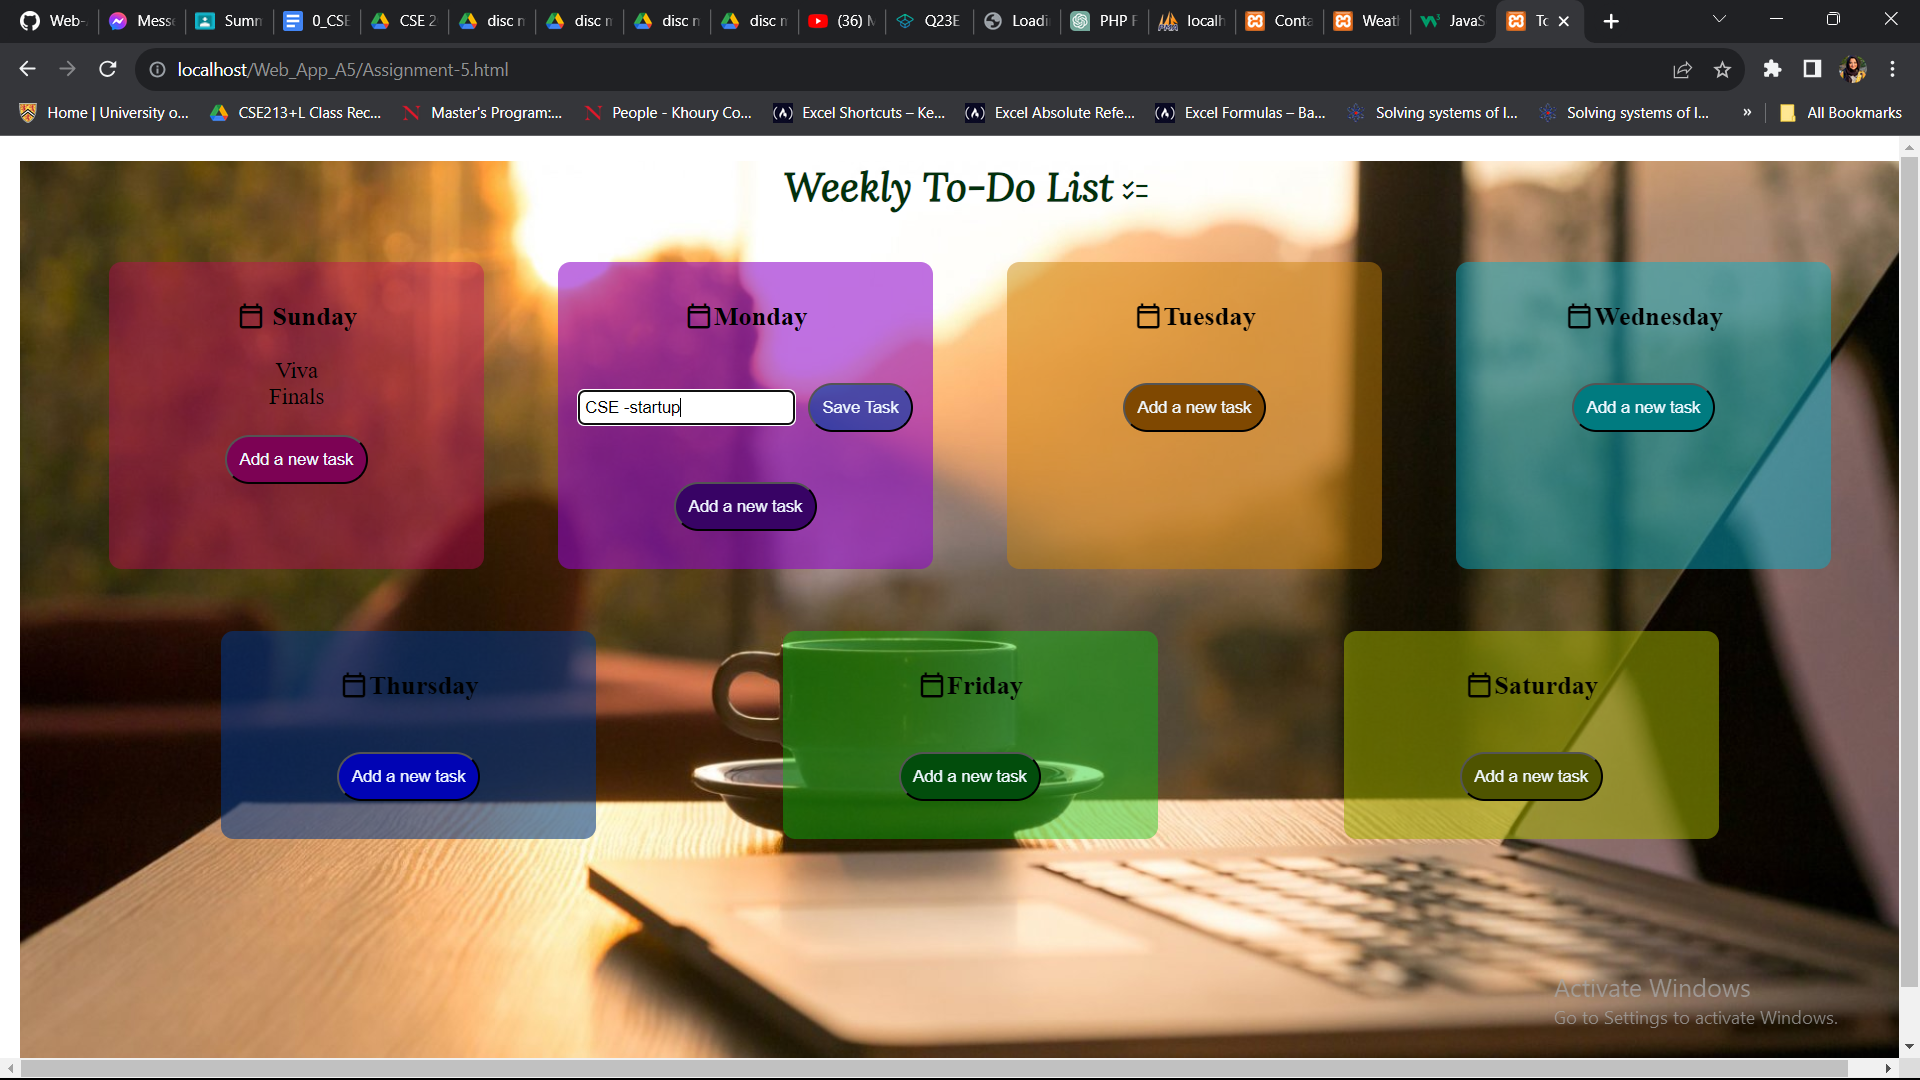 Web-
Messe
Summ
0_CSE
CSE 2
disc n
disc n
disc n
disc n
(36) M
Q23E
Loadi
PHP F
localh
Conta
Weat
JavaS
To
localhost/Web_App_A5/Assignment-5.html
Home | University o...
CSE213+L Class Rec...
Master's Program:...
People - Khoury Co...
Excel Shortcuts – Ke...
Excel Absolute Refe...
Excel Formulas – Ba...
Solving systems of l...
Solving systems of l...
»
All Bookmarks
Weekly To-Do List
Sunday
Viva
Finals
Add a new task
Monday
CSE -startup
Save Task
Add a new task
Tuesday
Add a new task
Wednesday
Add a new task
Thursday
Add a new task
Friday
Add a new task
Saturday
Add a new task
Activate Windows
Go to Settings to activate Windows.